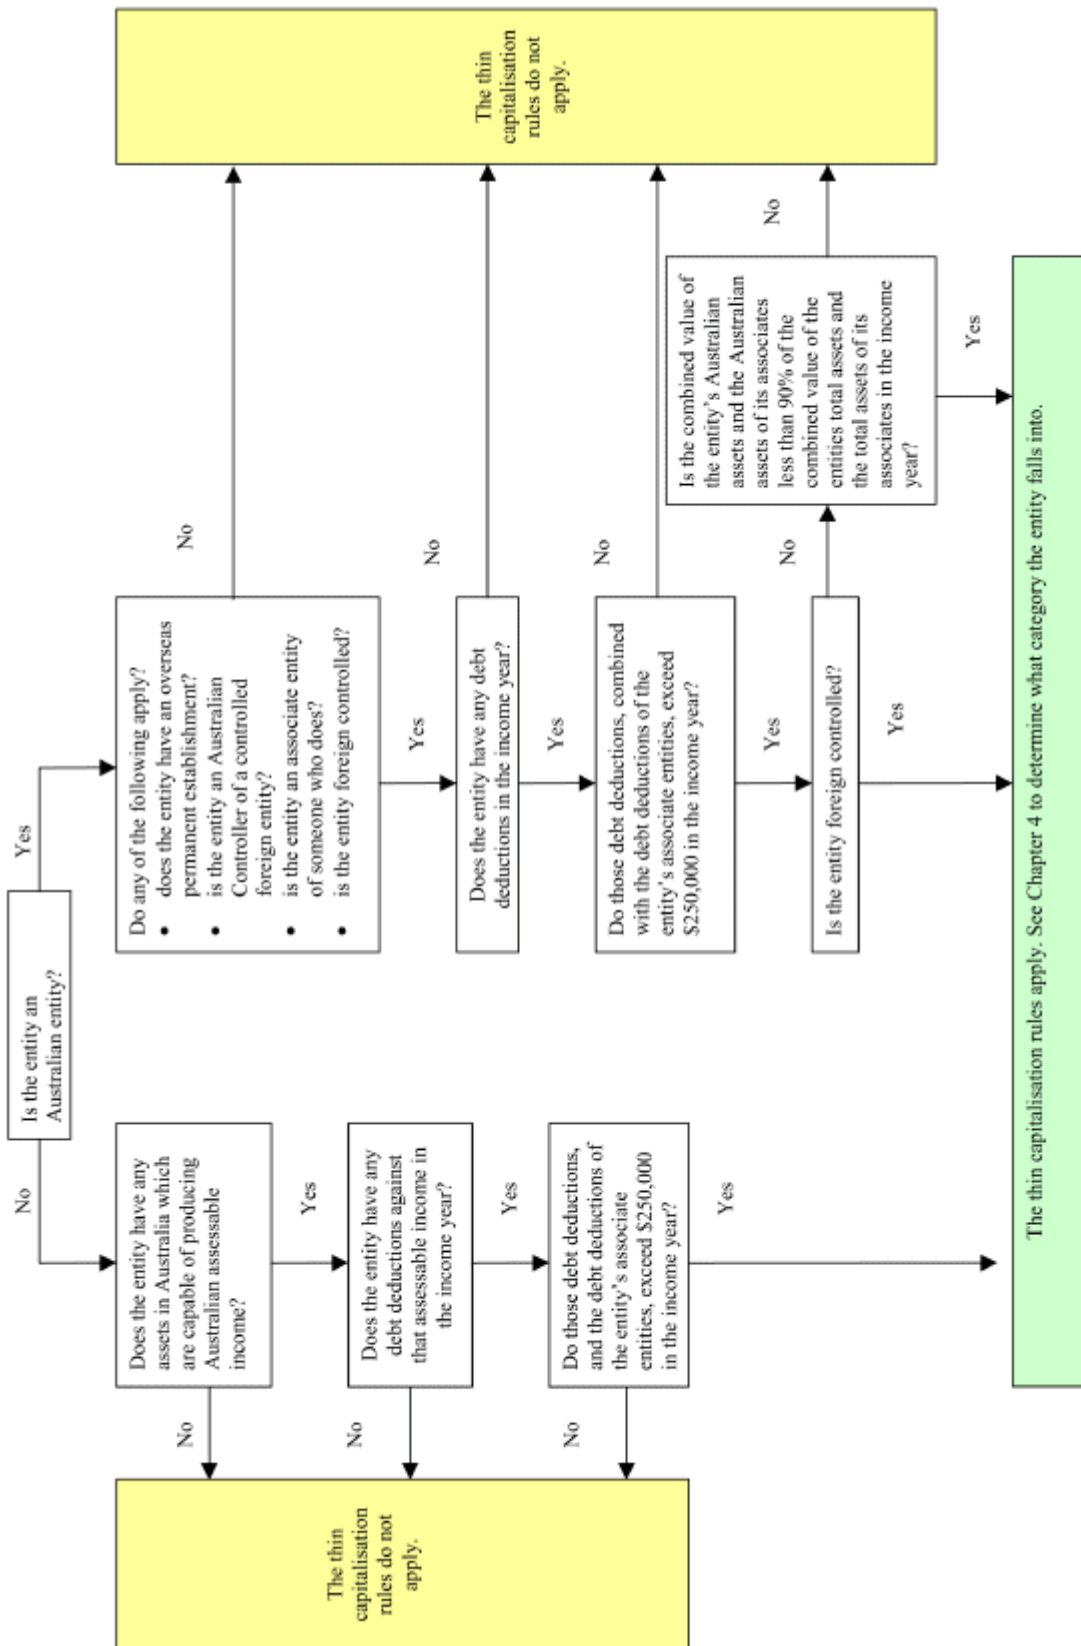 Is the entity an
Australian entity?
No
Yes
Does the entity have any
assets in Australia which
are capable of producing
Australian assessable
income?
No
Yes
Does the entity have any
debt deductions against
that assessable income in
the income year?
No
Yes
Do those debt deductions,
and the debt deductions of
the entity's associate
entities, exceed $250,000
in the income year?
No
Yes
The thin
capitalisation
rules do not
apply.
Do any of the following apply?
• does the entity have an overseas
permanent establishment?
• is the entity an Australian
Controller of a controlled
foreign entity?
• is the entity an associate entity
of someone who does?
• is the entity foreign controlled?
No
Yes
Does the entity have any debt
deductions in the income year?
No
Yes
Do those debt deductions, combined
with the debt deductions of the
entity's associate entities, exceed
$250,000 in the income year?
No
Yes
Is the entity foreign controlled?
No
Yes
Is the combined value of
the entity's Australian
assets and the Australian
assets of its associates
less than 90% of the
combined value of the
entities total assets and
the total assets of its
associates in the income
year?
No
Yes
The thin
capitalisation
rules do not
apply.
The thin capitalisation rules apply. See Chapter 4 to determine what category the entity falls into.